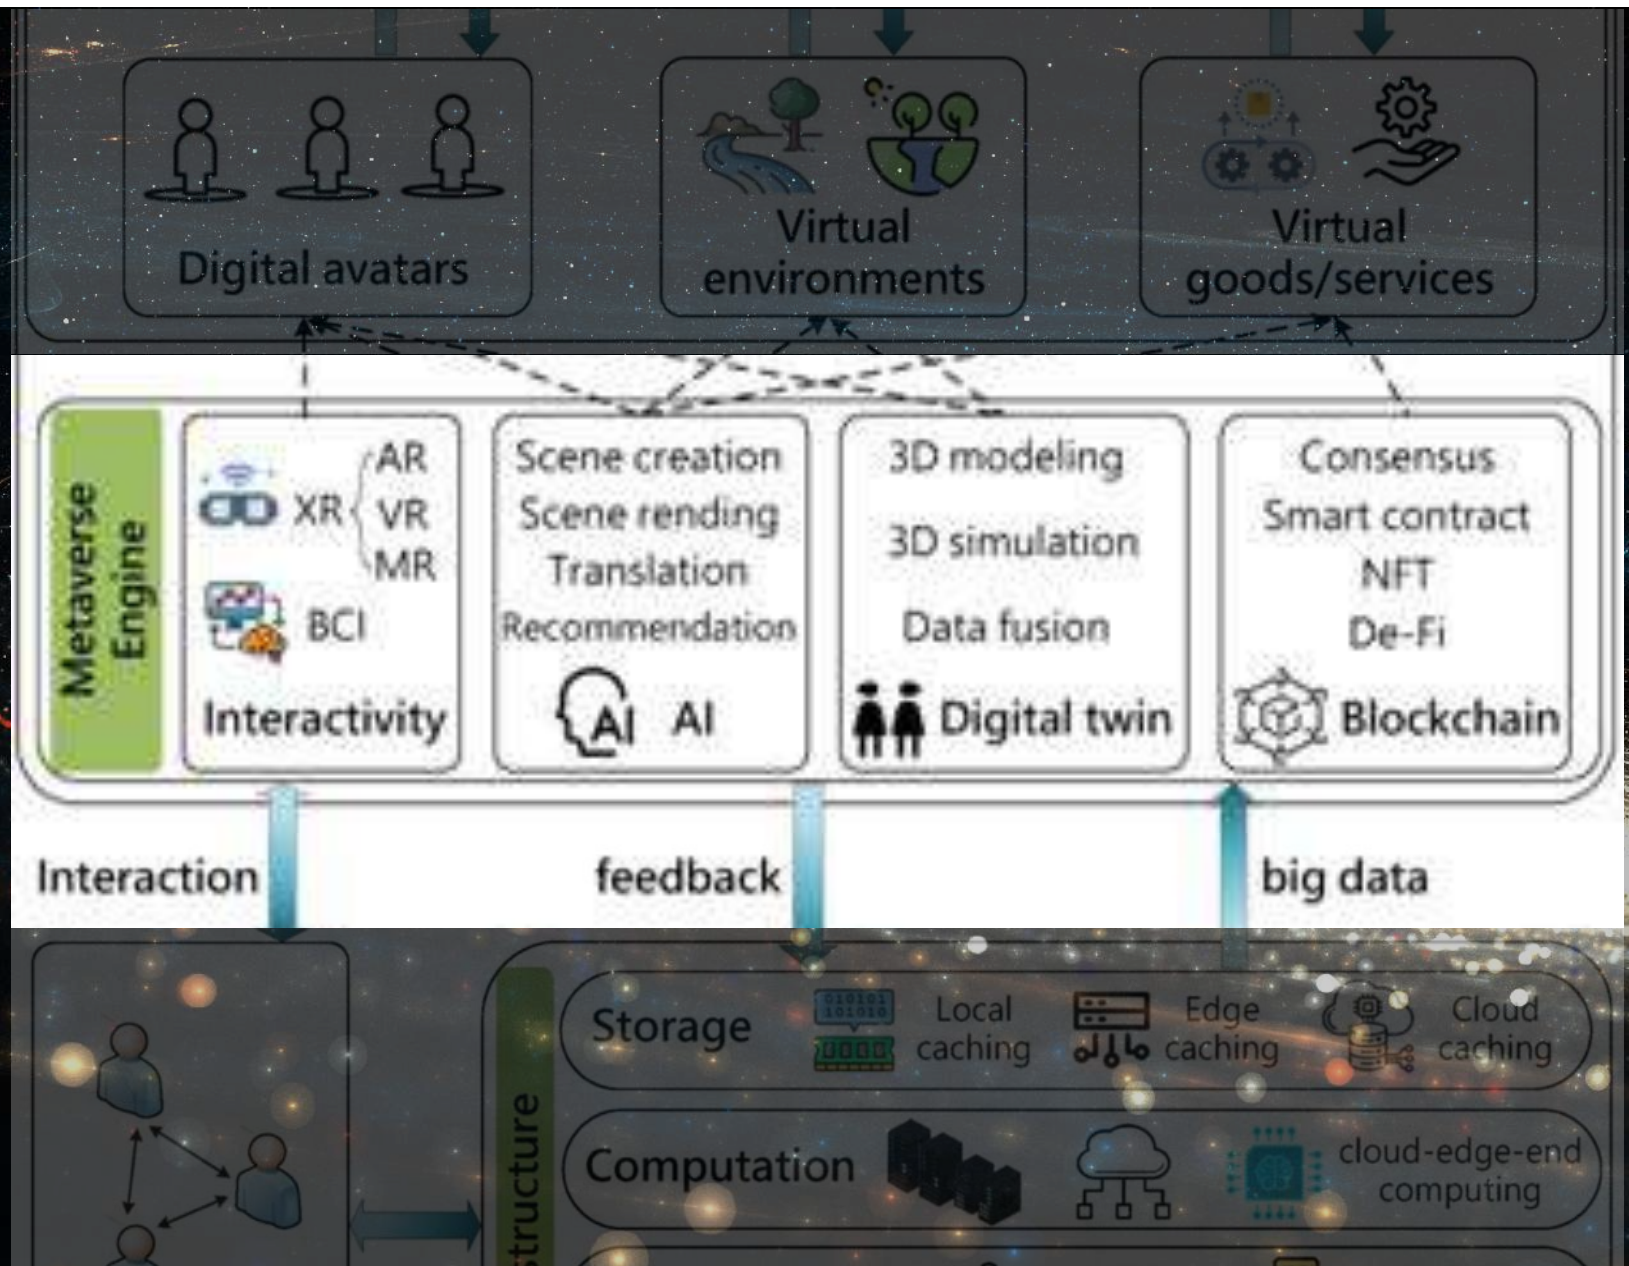 Digital avatars
Virtual
environments
Virtual
goods/services
Metaverse
Engine
XR
AR
VR
MR
BCI
Interactivity
Scene creation
Scene rending
Translation
Recommendation
AI AI
3D modeling
3D simulation
Data fusion
Digital twin
Consensus
Smart contract
NFT
De-Fi
Blockchain
Interaction
feedback
big data
structure
Storage
010101
101010
Local
caching
Edge
caching
Cloud
caching
Computation
cloud-edge-end
computing